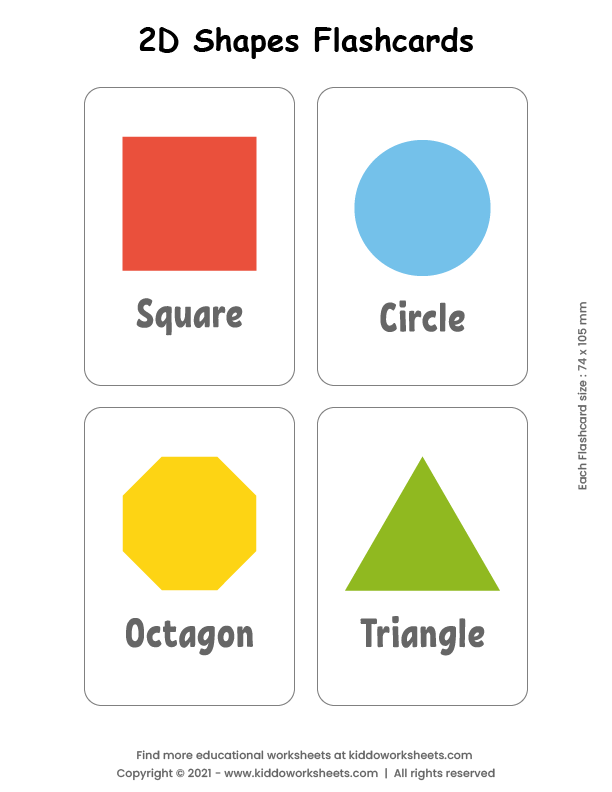 2D Shapes Flashcards
Square
Circle
Octagon
Triangle
Each Flashcard size : 74 x 105 mm
Find more educational worksheets at kiddoworksheets.com
Copyright © 2021 - www.kiddoworksheets.com | All rights reserved